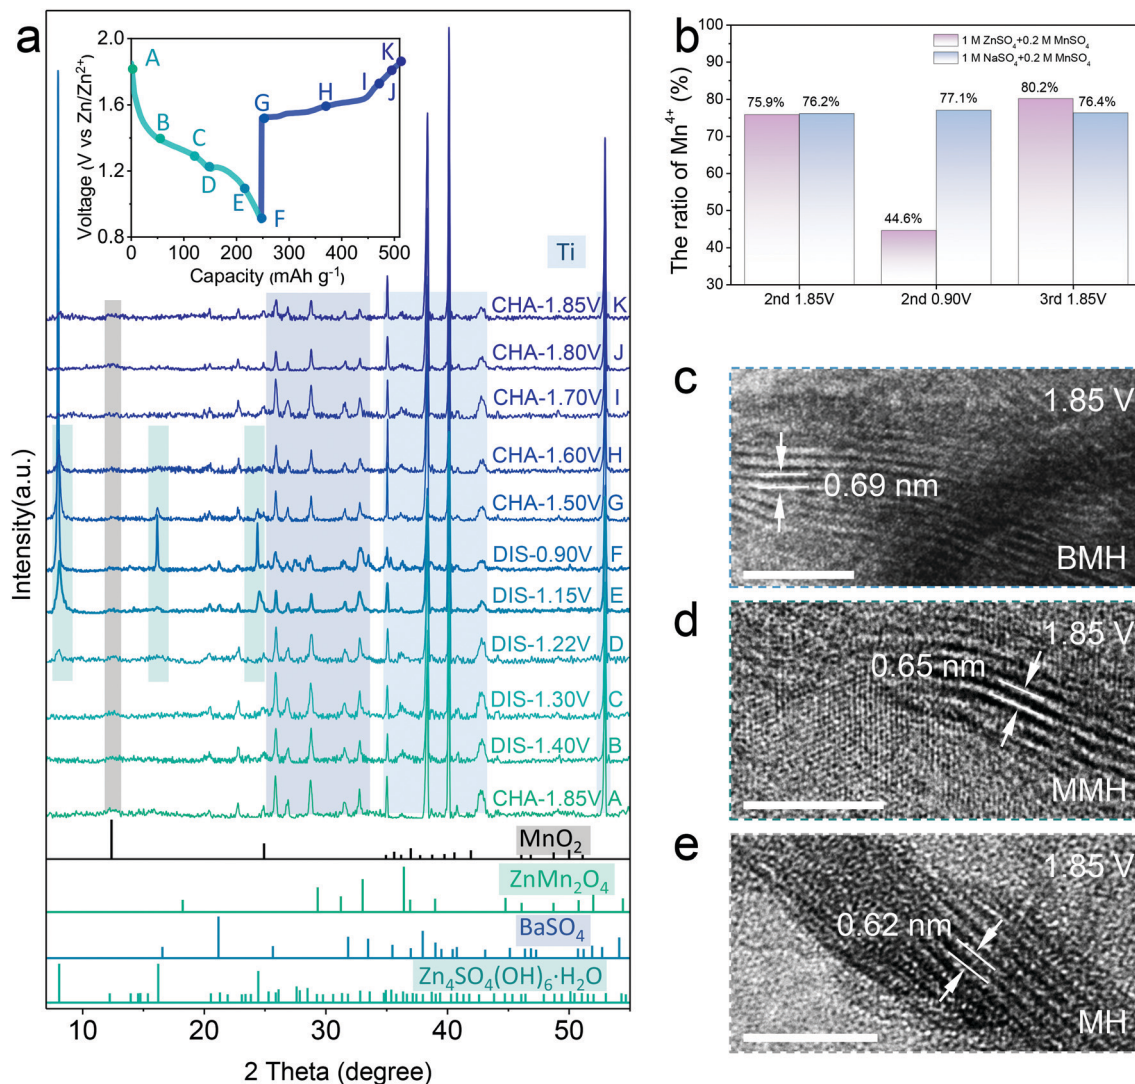 a
2.0
1.6
1.2
0.8
Voltage (V vs Zn/Zn²⁺)
0 100 200 300 400 500
Capacity (mAh g⁻¹)
A
B
C
D
E
F
G
H
I
J
K
Ti
CHA-1.85V K
CHA-1.80V J
CHA-1.70V I
CHA-1.60V H
CHA-1.50V G
DIS-0.90V F
DIS-1.15V E
DIS-1.22V D
DIS-1.30V C
DIS-1.40V B
CHA-1.85V A
MnO₂
ZnMn₂O₄
BaSO₄
Zn₄SO₄(OH)₆·H₂O
Intensity(a.u.)
10 20 30 40 50
2 Theta (degree)
b
The ratio of Mn⁴⁺ (%)
100
90
80
70
60
50
40
30
1 M ZnSO₄+0.2 M MnSO₄
1 M NaSO₄+0.2 M MnSO₄
75.9% 76.2%
44.6% 77.1%
80.2% 76.4%
2nd 1.85V 2nd 0.90V 3rd 1.85V
c
1.85 V
0.69 nm
BMH
d
1.85 V
0.65 nm
MMH
e
1.85 V
0.62 nm
MH